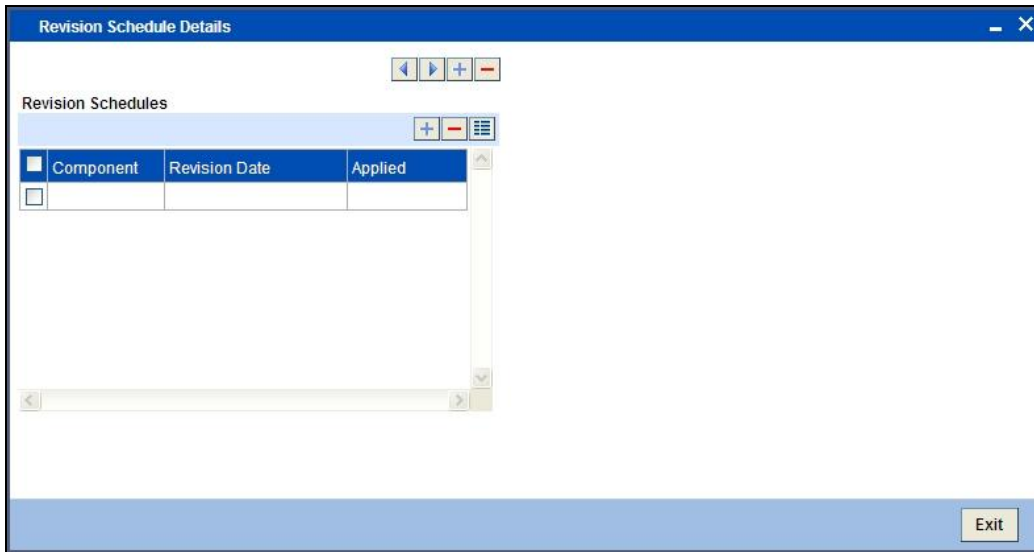 Revision Schedule Details
Revision Schedules
Component Revision Date Applied
Exit